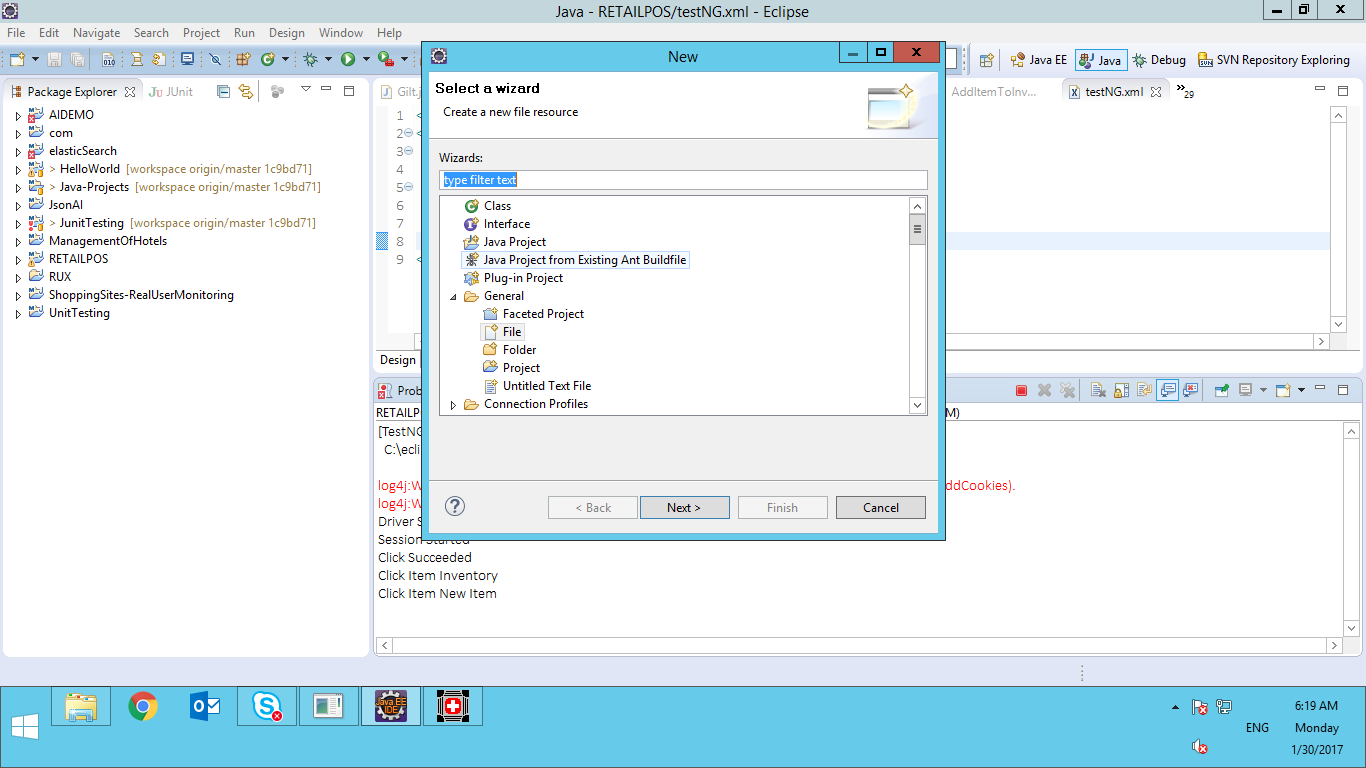 Java - RETAILPOS/testNG.xml - Eclipse
File Edit Navigate Search Project Run Design Window Help
Java EE Java Debug SVN Repository Exploring
Package Explorer JUnit
AIDEMO
com
elasticSearch
> HelloWorld [workspace origin/master 1c9bd71]
> Java-Projects [workspace origin/master 1c9bd71]
JsonAI
> JunitTesting [workspace origin/master 1c9bd71]
ManagementOfHotels
RETAILPOS
RUX
ShoppingSites-RealUserMonitoring
UnitTesting
Gilt.j AddItemToInv... testNG.xml »29
1 <
2 <
3
4
5
6
7
8
9 <
Design
New
Select a wizard
Create a new file resource
Wizards:
type filter text
Class
Interface
Java Project
Java Project from Existing Ant Buildfile
Plug-in Project
General
Faceted Project
File
Folder
Project
Untitled Text File
Connection Profiles
< Back Next > Finish Cancel
Prob
RETAILPO M)
[TestNG
C:\ecli
log4j:W ddCookies).
log4j:W
Driver S
Session Started
Click Succeeded
Click Item Inventory
Click Item New Item
Java EE
IDE
ENG
6:19 AM
Monday
1/30/2017